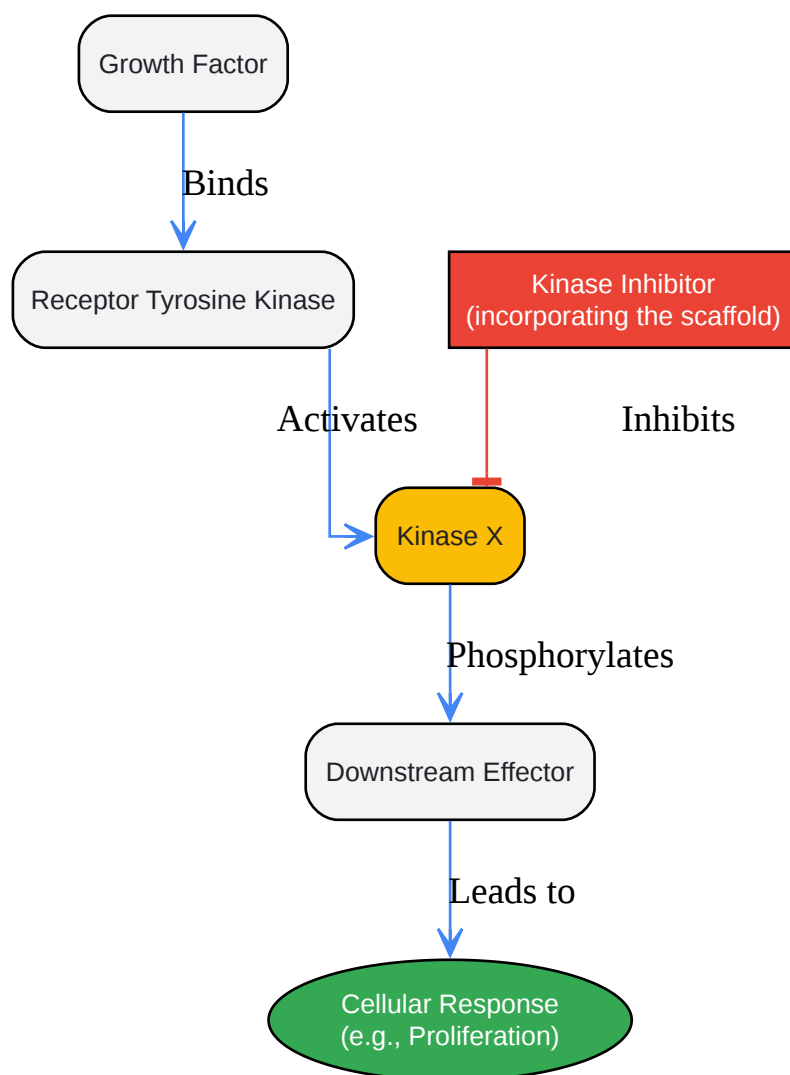 Growth Factor
Binds
Receptor Tyrosine Kinase
Kinase Inhibitor
(incorporating the scaffold)
Activates
Inhibits
Kinase X
Phosphorylates
Downstream Effector
Leads to
Cellular Response
(e.g., Proliferation)